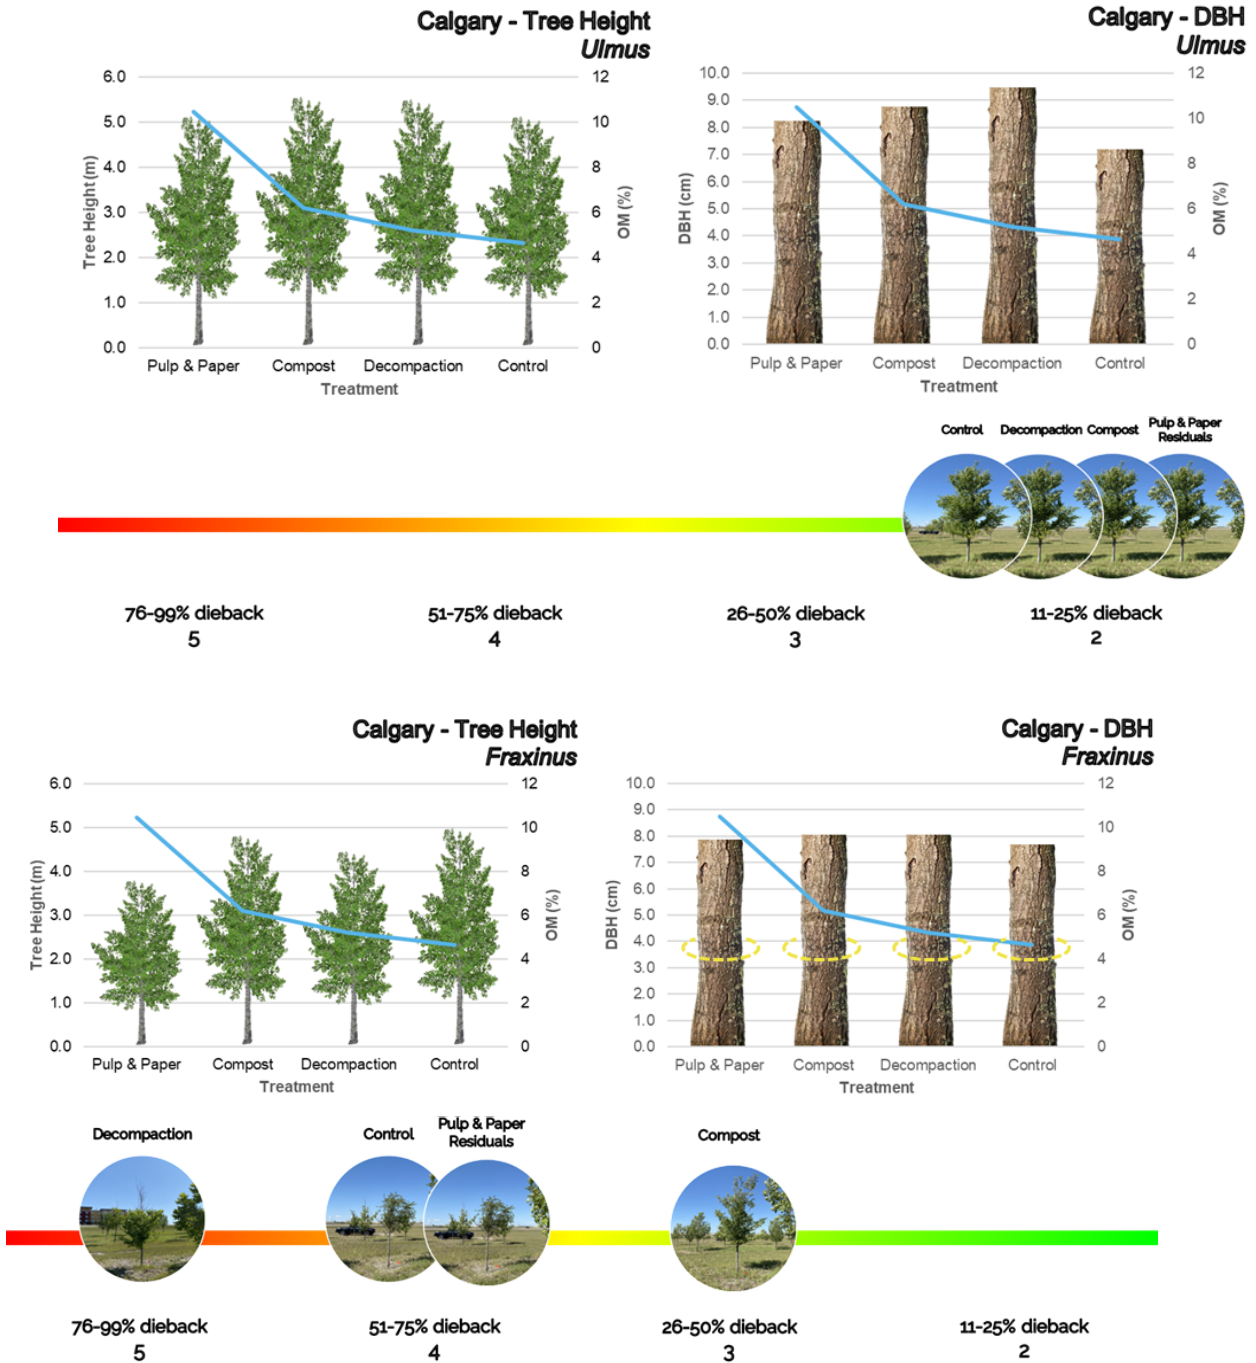 Calgary - Tree Height
Ulmus
6.0
5.0
4.0
3.0
2.0
1.0
0.0
Tree Height (m)
12
10
8
6
4
2
0
OM (%)
Pulp & Paper Compost Decompaction Control
Treatment
Calgary - DBH
Ulmus
10.0
9.0
8.0
7.0
6.0
5.0
4.0
3.0
2.0
1.0
0.0
DBH (cm)
12
10
8
6
4
2
0
OM (%)
Pulp & Paper Compost Decompaction Control
Treatment
Control
Decompaction
Compost
Pulp & Paper
Residuals
76-99% dieback
5
51-75% dieback
4
26-50% dieback
3
11-25% dieback
2
Calgary - Tree Height
Fraxinus
6.0
5.0
4.0
3.0
2.0
1.0
0.0
Tree Height (m)
12
10
8
6
4
2
0
OM (%)
Pulp & Paper Compost Decompaction Control
Treatment
Calgary - DBH
Fraxinus
10.0
9.0
8.0
7.0
6.0
5.0
4.0
3.0
2.0
1.0
0.0
DBH (cm)
12
10
8
6
4
2
0
OM (%)
Pulp & Paper Compost Decompaction Control
Treatment
Decompaction
Control
Pulp & Paper
Residuals
Compost
76-99% dieback
5
51-75% dieback
4
26-50% dieback
3
11-25% dieback
2